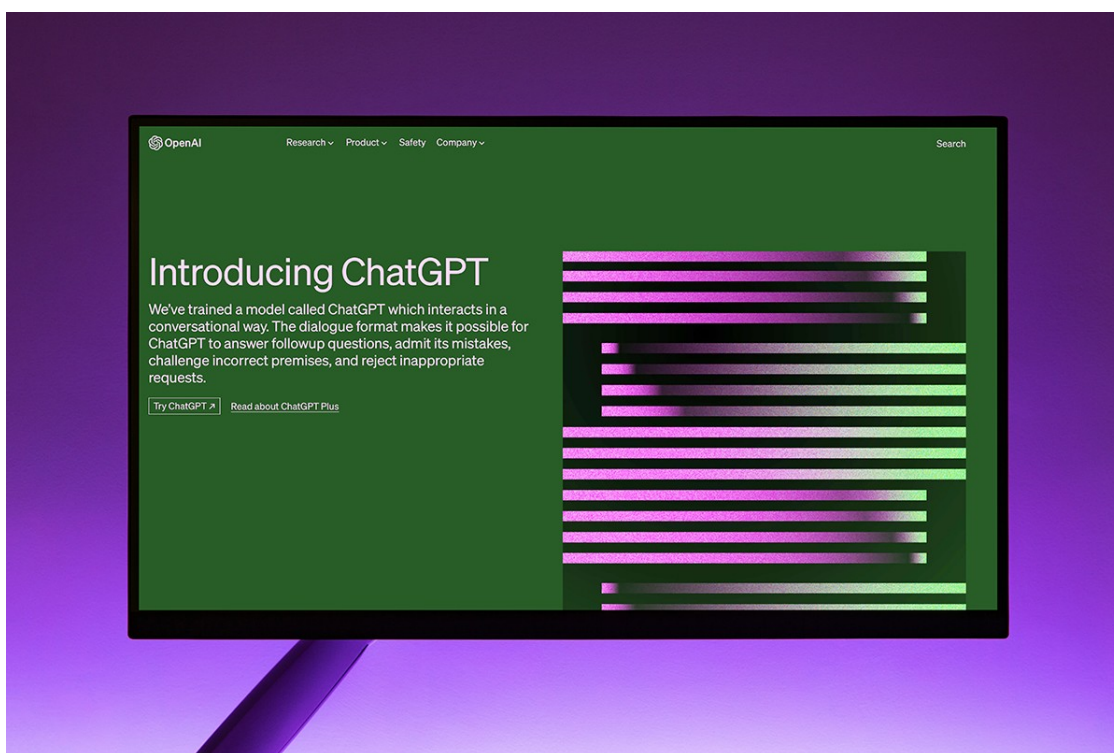 OpenAI
Research Product Safety Company
Search
Introducing ChatGPT
We've trained a model called ChatGPT which interacts in a
conversational way. The dialogue format makes it possible for
ChatGPT to answer followup questions, admit its mistakes,
challenge incorrect premises, and reject inappropriate
requests.
Try ChatGPT ↗
Read about ChatGPT Plus